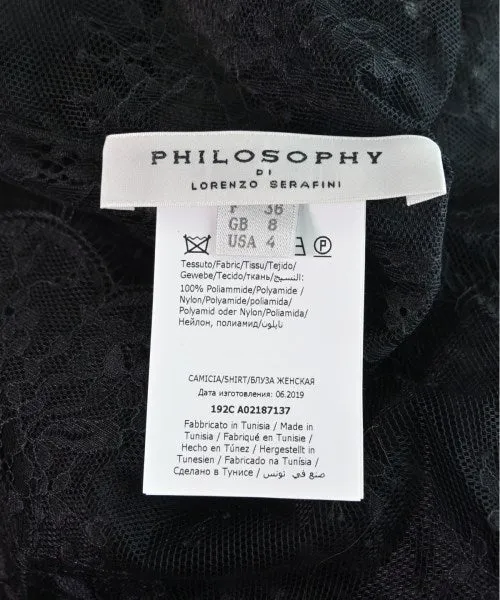 PHILOSOPHY
DI
LORENZO SERAFINI
F 36
GB 8
USA 4
P
Tessuto/Fabric/Tissu/Tejido/
Gewebe/Tecido/ткань/النسيج:
100% Poliammide/Polyamide /
Nylon/Polyamide/poliamida/
Polyamid oder Nylon/Poliamida/
Нейлон, полиамид/نايلون
CAMICIA/SHIRT/БЛУЗА ЖЕНСКАЯ
Дата изготовления: 06.2019
192C A02187137
Fabbricato in Tunisia / Made in
Tunisia / Fabriqué en Tunisie /
Hecho en Túnez / Hergestellt in
Tunesien / Fabricado na Tunísia /
Сделано в Тунисе / صنع في تونس